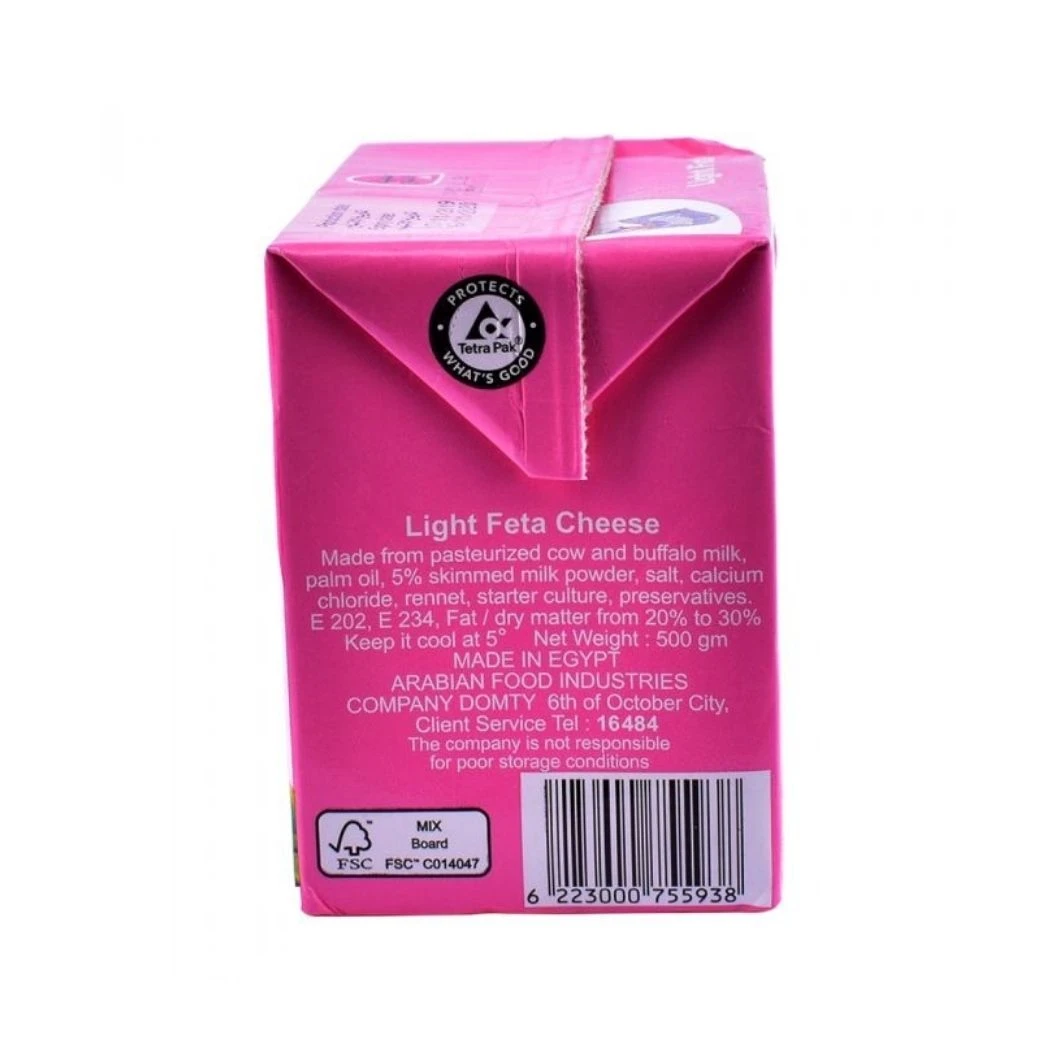 Light Fe
PROTECTS
Tetra Pak®
WHAT'S GOOD
Light Feta Cheese
Made from pasteurized cow and buffalo milk,
palm oil, 5% skimmed milk powder, salt, calcium
chloride, rennet, starter culture, preservatives.
E 202, E 234, Fat / dry matter from 20% to 30%
Keep it cool at 5° Net Weight : 500 gm
MADE IN EGYPT
ARABIAN FOOD INDUSTRIES
COMPANY DOMTY 6th of October City,
Client Service Tel : 16484
The company is not responsible
for poor storage conditions
FSC™
MIX
Board
FSC™ C014047
6 223000 755938